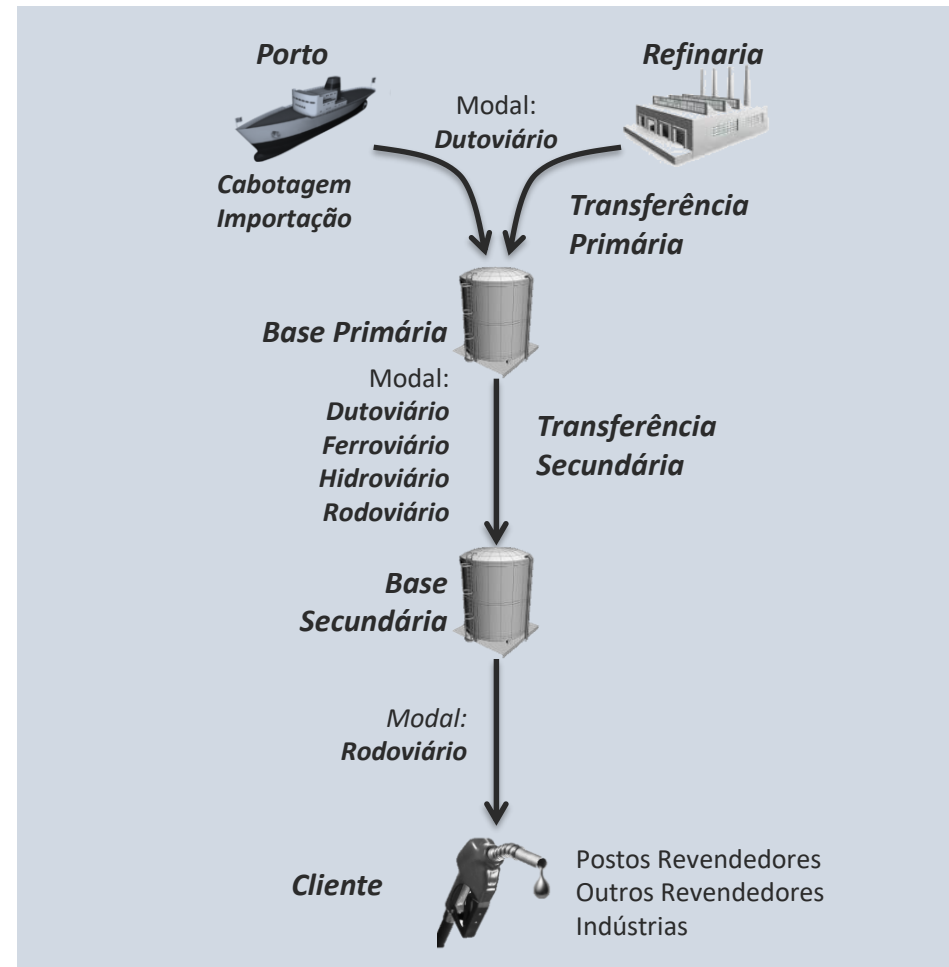 Porto
Refinaria
Modal:
Dutoviário
Cabotagem
Importação
Transferência
Primária
Base Primária
Modal:
Dutoviário
Ferroviário
Hidroviário
Rodoviário
Transferência
Secundária
Base
Secundária
Modal:
Rodoviário
Cliente
Postos Revendedores
Outros Revendedores
Indústrias